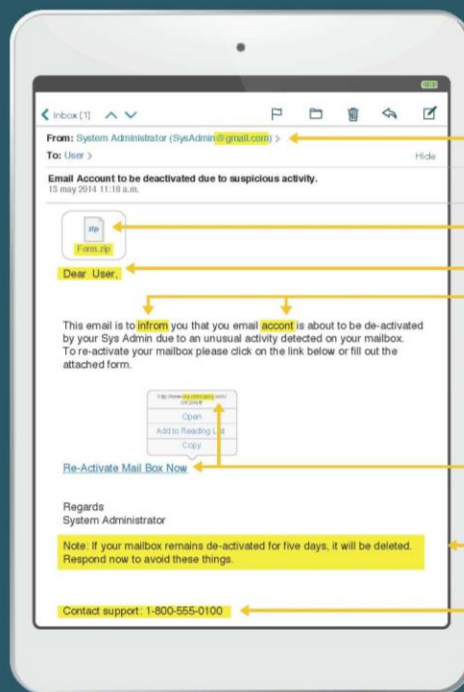 Inbox (1)
From: System Administrator (SysAdmin@gmail.com) >
To: User >
Hide
Email Account to be deactivated due to suspicious activity.
13 may 2014 11:18 a.m.
zip
Form.zip
Dear User,
This email is to infrom you that you email accont is about to be de-activated
by your Sys Admin due to an unusual activity detected on your mailbox.
To re-activate your mailbox please click on the link below or fill out the
attached form.
Open
Add to Reading List
Copy
Re-Activate Mail Box Now
Regards
System Administrator
Note: If your mailbox remains de-activated for five days, it will be deleted.
Respond now to avoid these things.
Contact support: 1-800-555-0100